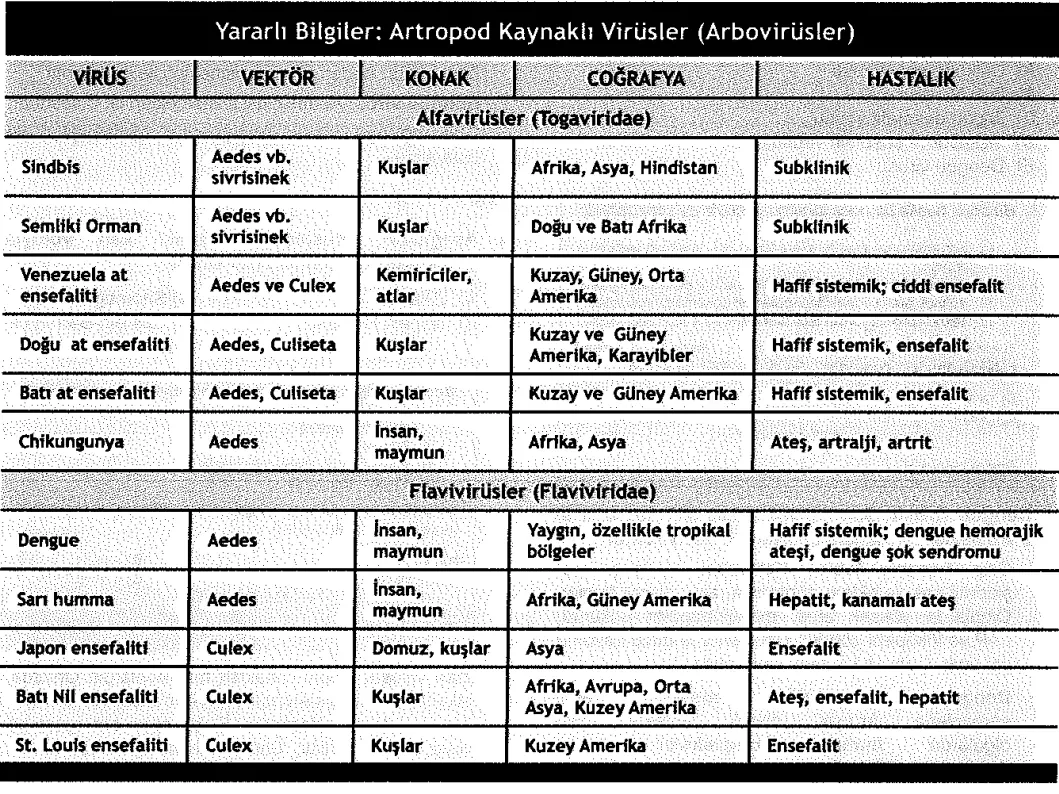 Yararlı Bilgiler: Artropod Kaynaklı Virüsler (Arbovirüsler)
VİRÜS VEKTÖR KONAK COĞRAFYA HASTALIK
Alfavirüsler (Togaviridae)
Sindbis Aedes vb. sivrisinek Kuşlar Afrika, Asya, Hindistan Subklinik
Semliki Orman Aedes vb. sivrisinek Kuşlar Doğu ve Batı Afrika Subklinik
Venezuela at ensefaliti Aedes ve Culex Kemiriciler, atlar Kuzay, Güney, Orta Amerika Hafif sistemik; ciddi ensefalit
Doğu at ensefaliti Aedes, Culiseta Kuşlar Kuzay ve Güney Amerika, Karayibler Hafif sistemik, ensefalit
Batı at ensefaliti Aedes, Culiseta Kuşlar Kuzay ve Güney Amerika Hafif sistemik, ensefalit
Chikungunya Aedes İnsan, maymun Afrika, Asya Ateş, artralji, artrit
Flavivirüsler (Flaviviridae)
Dengue Aedes İnsan, maymun Yaygın, özellikle tropikal bölgeler Hafif sistemik; dengue hemorajik ateşi, dengue şok sendromu
Sarı humma Aedes İnsan, maymun Afrika, Güney Amerika Hepatit, kanamalı ateş
Japon ensefaliti Culex Domuz, kuşlar Asya Ensefalit
Batı Nil ensefaliti Culex Kuşlar Afrika, Avrupa, Orta Asya, Kuzey Amerika Ateş, ensefalit, hepatit
St. Louis ensefaliti Culex Kuşlar Kuzey Amerika Ensefalit